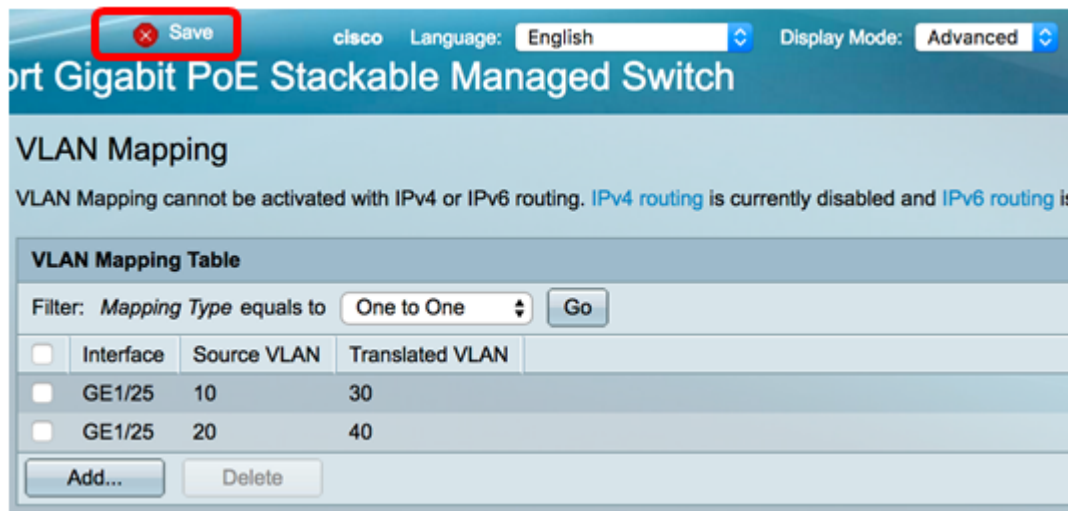 Save cisco Language: English Display Mode: Advanced
ort Gigabit PoE Stackable Managed Switch
VLAN Mapping
VLAN Mapping cannot be activated with IPv4 or IPv6 routing. IPv4 routing is currently disabled and IPv6 routing is
VLAN Mapping Table
Filter: Mapping Type equals to One to One Go
Interface Source VLAN Translated VLAN
GE1/25 10 30
GE1/25 20 40
Add... Delete